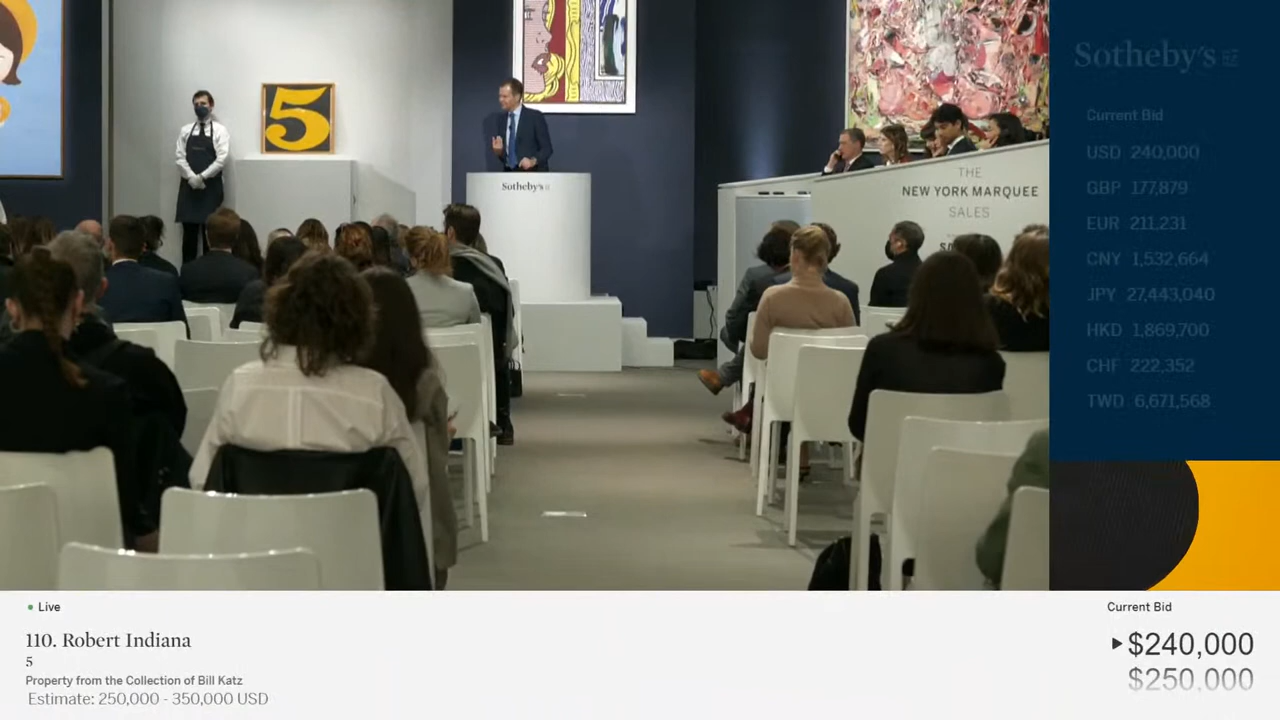 5
Sotheby's
THE
NEW YORK MARQUEE
SALES
Sotheby's
Current Bid
USD 240,000
GBP 177,879
EUR 211,231
CNY 1,532,664
JPY 27,443,040
HKD 1,869,700
CHF 222,352
TWD 6,671,568
Live
110. Robert Indiana
5
Property from the Collection of Bill Katz
Estimate: 250,000 - 350,000 USD
Current Bid
$240,000
$250,000